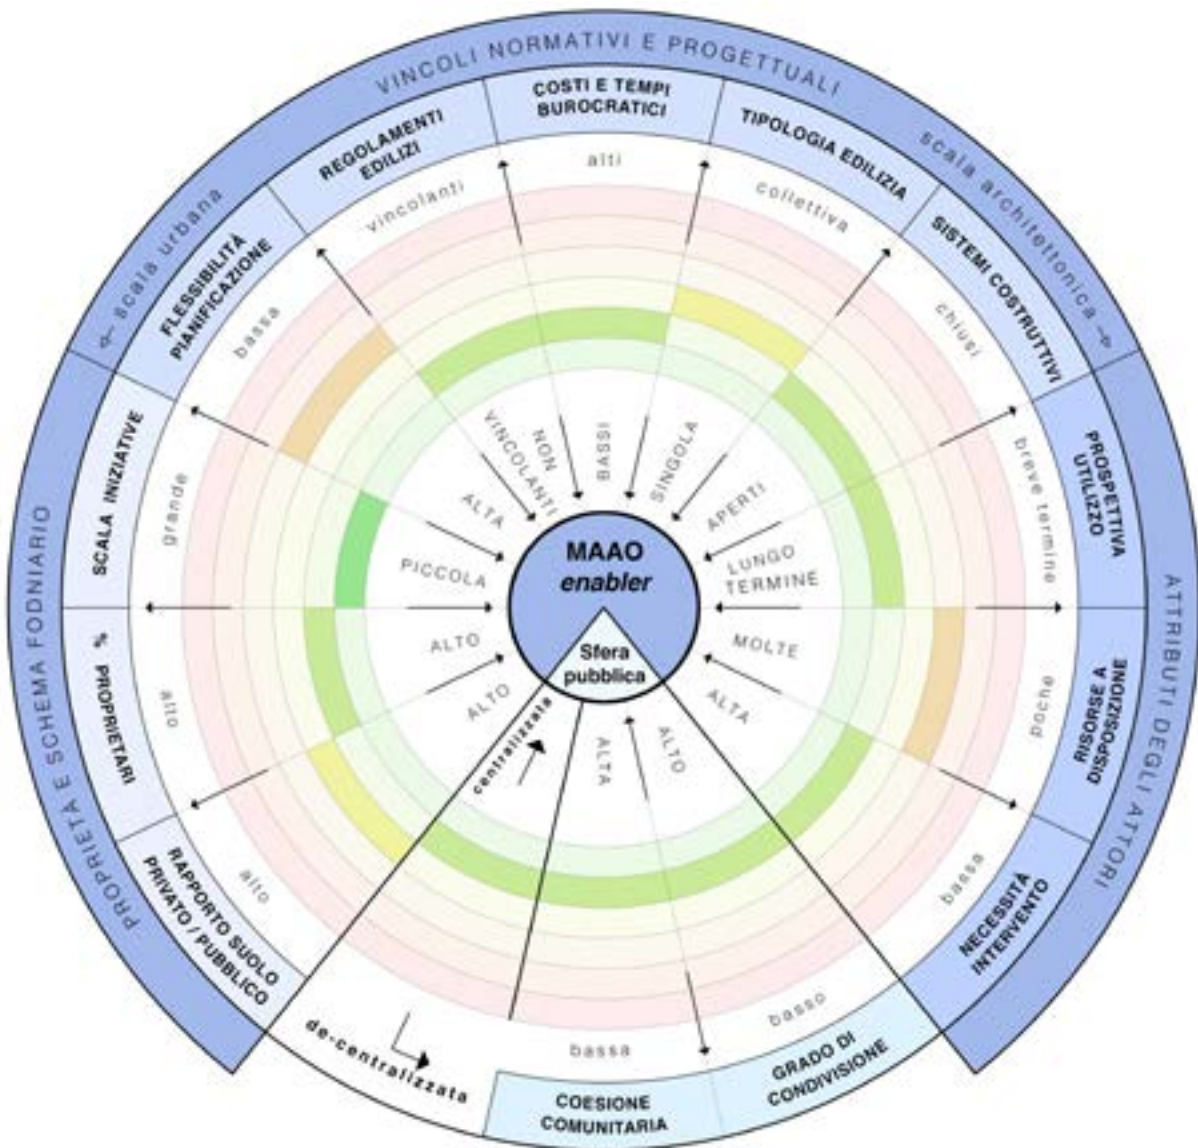 VINCOLI NORMATIVI E PROGETTUALI
← scala urbana
scala architettonica →
COSTI E TEMPI
BUROCRATICI
REGOLAMENTI
EDILIZI
TIPOLOGIA EDILIZIA
FLESSIBILITÀ
PIANIFICAZIONE
SISTEMI COSTRUTTIVI
SCALA INIZIATIVE
PROSPETTIVA
UTILIZZO
% PROPRIETARI
RISORSE A
DISPOSIZIONE
RAPPORTO SUOLO
PRIVATO / PUBBLICO
NECESSITÀ
INTERVENTO
COESIONE
COMUNITARIA
GRADO DI
CONDIVISIONE
PROPRIETÀ E SCHEMA FODNIARIO
ATTRIBUTI DEGLI ATTORI
alti
vincolanti
collettiva
bassa
chiusi
grande
breve termine
alto
poche
alto
bassa
bassa
basso
de-centralizzata
centralizzata
NON
VINCOLANTI
BASSI
SINGOLA
ALTA
APERTI
PICCOLA
LUNGO
TERMINE
ALTO
MOLTE
ALTO
ALTA
ALTA
ALTO
MAAO
enabler
Sfera
pubblica